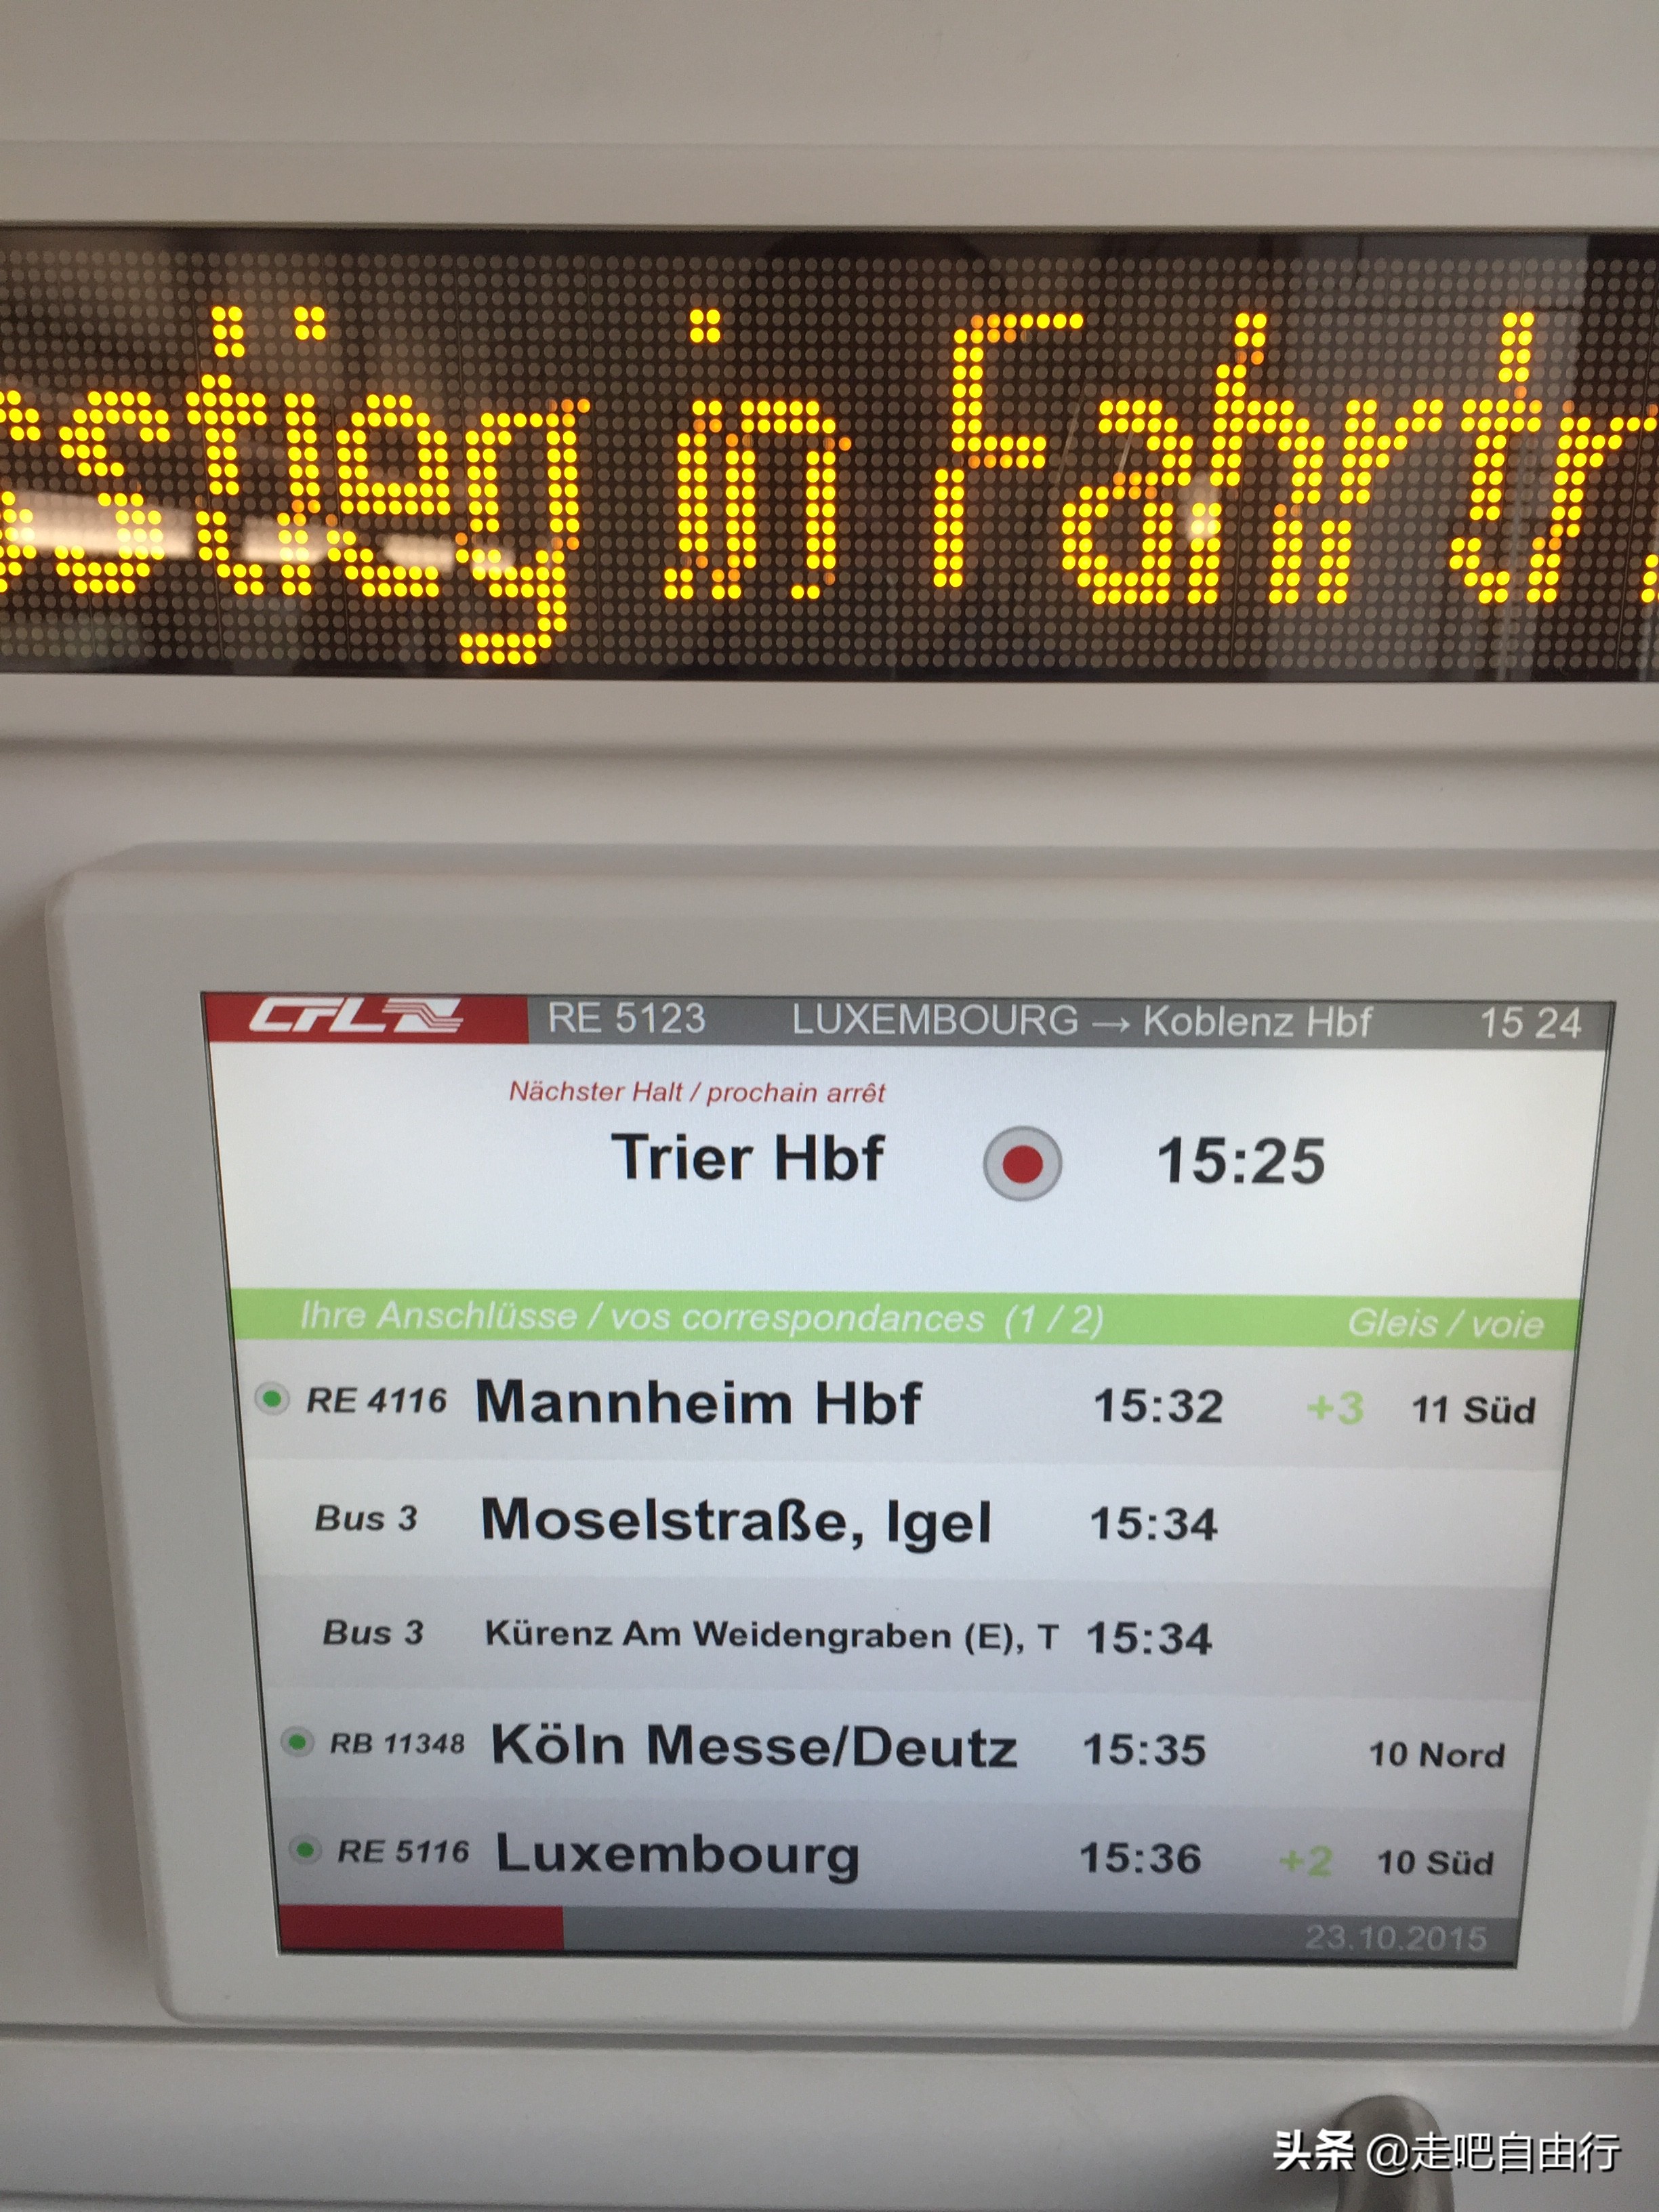 sstieg in Fahrtr
CFL RE 5123 LUXEMBOURG → Koblenz Hbf 15 24
Nächster Halt / prochain arrêt
Trier Hbf 15:25
Ihre Anschlüsse / vos correspondances (1 / 2) Gleis / voie
RE 4116 Mannheim Hbf 15:32 +3 11 Süd
Bus 3 Moselstraße, Igel 15:34
Bus 3 Kürenz Am Weidengraben (E), T 15:34
RB 11348 Köln Messe/Deutz 15:35 10 Nord
RE 5116 Luxembourg 15:36 +2 10 Süd
23.10.2015
头条 @走吧自由行